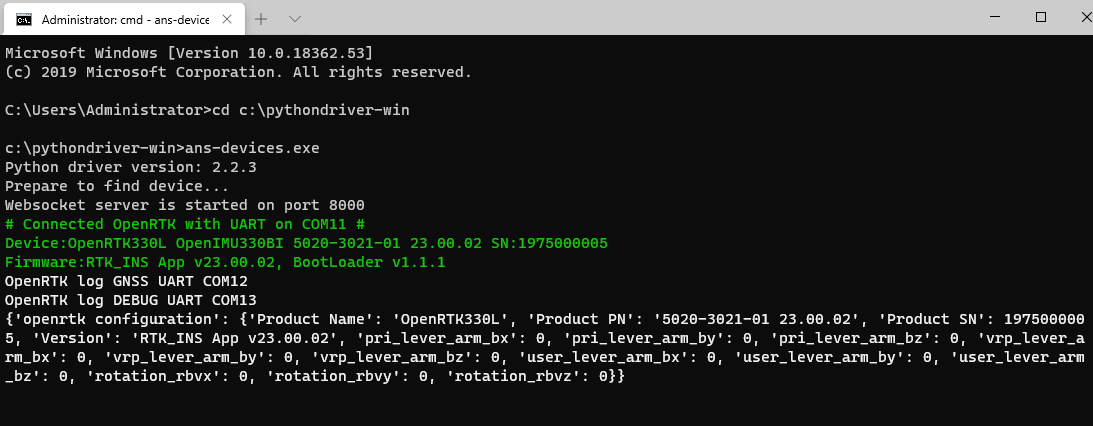 Administrator: cmd - ans-device
Microsoft Windows [Version 10.0.18362.53]
(c) 2019 Microsoft Corporation. All rights reserved.
C:\Users\Administrator>cd c:\pythondriver-win
c:\pythondriver-win>ans-devices.exe
Python driver version: 2.2.3
Prepare to find device...
Websocket server is started on port 8000
# Connected OpenRTK with UART on COM11 #
Device:OpenRTK330L OpenIMU330BI 5020-3021-01 23.00.02 SN:1975000005
Firmware:RTK_INS App v23.00.02, BootLoader v1.1.1
OpenRTK log GNSS UART COM12
OpenRTK log DEBUG UART COM13
{'openrtk configuration': {'Product Name': 'OpenRTK330L', 'Product PN': '5020-3021-01 23.00.02', 'Product SN': 197500000
5, 'Version': 'RTK_INS App v23.00.02', 'pri_lever_arm_bx': 0, 'pri_lever_arm_by': 0, 'pri_lever_arm_bz': 0, 'vrp_lever_a
rm_bx': 0, 'vrp_lever_arm_by': 0, 'vrp_lever_arm_bz': 0, 'user_lever_arm_bx': 0, 'user_lever_arm_by': 0, 'user_lever_arm
_bz': 0, 'rotation_rbvx': 0, 'rotation_rbvy': 0, 'rotation_rbvz': 0}}